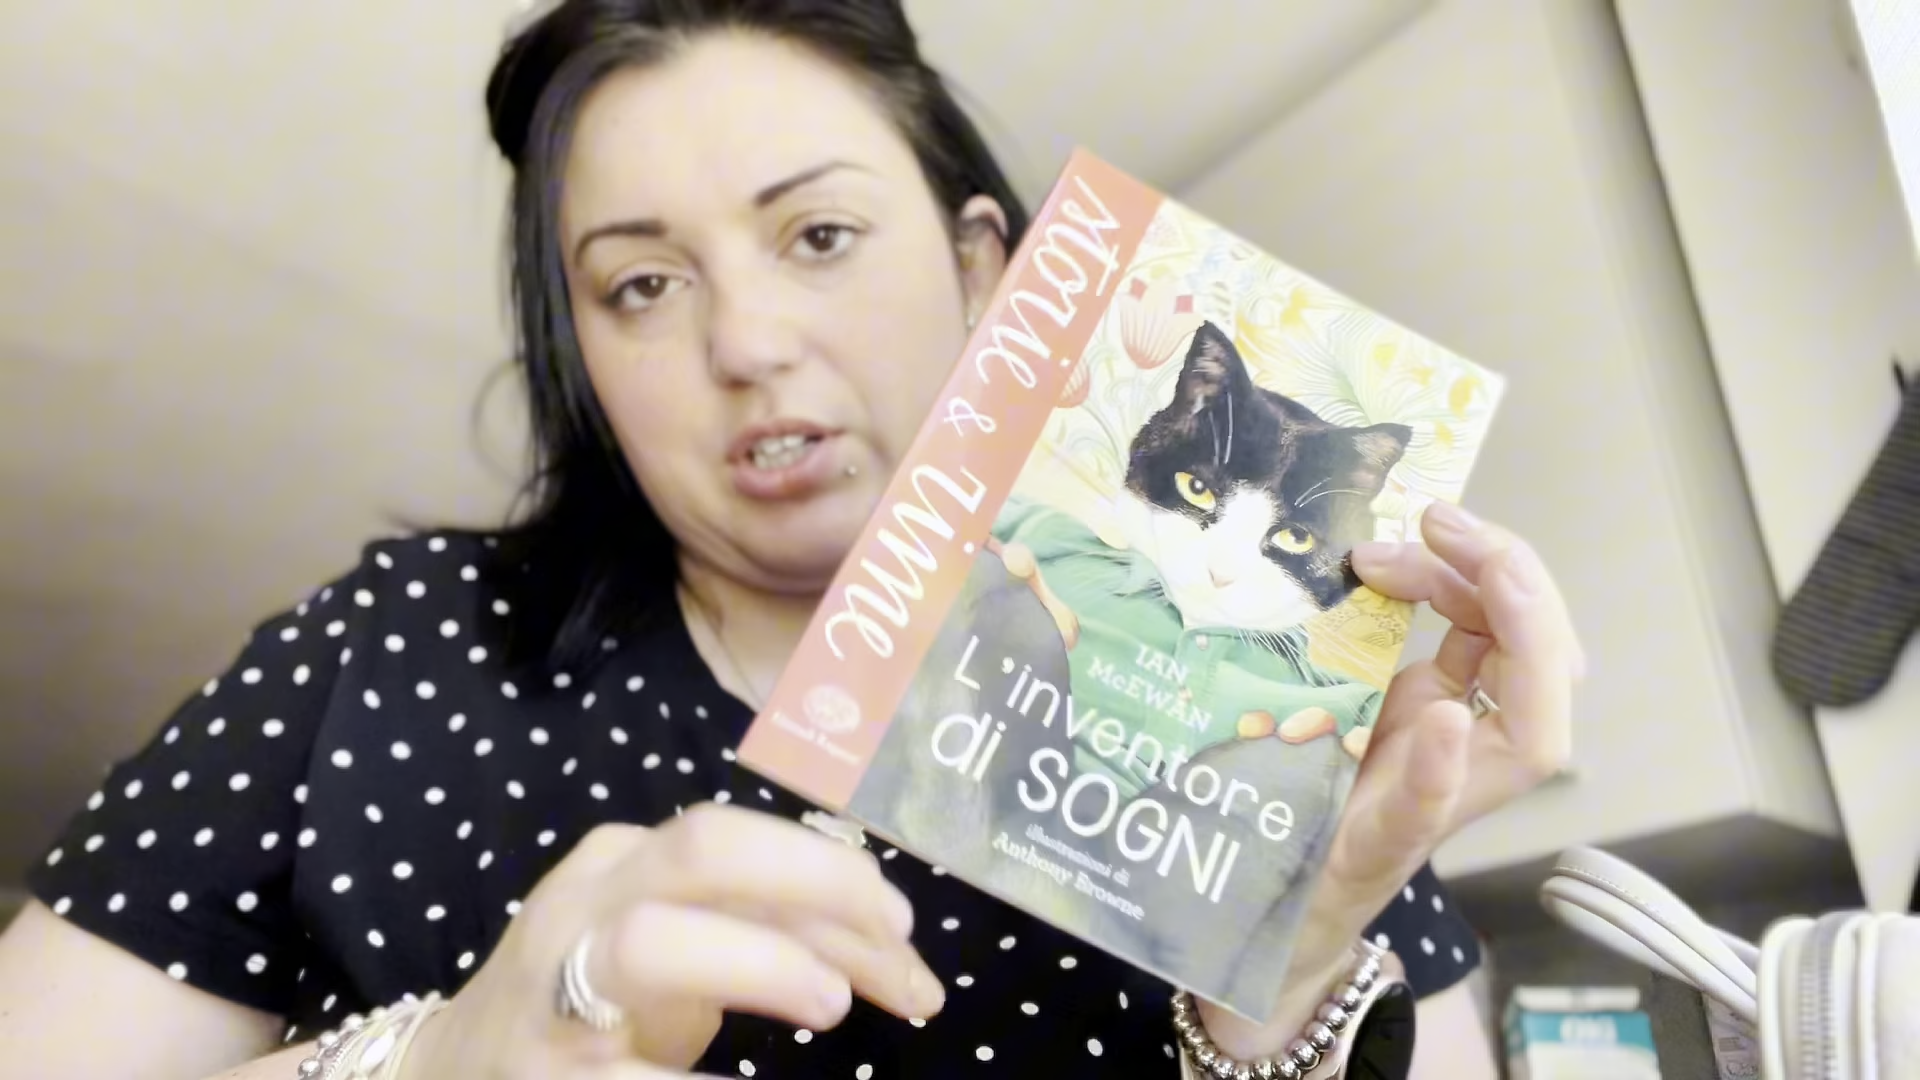 storie & rime
IAN
McEWAN
L'inventore
di SOGNI
illustrazioni di
Anthony Browne